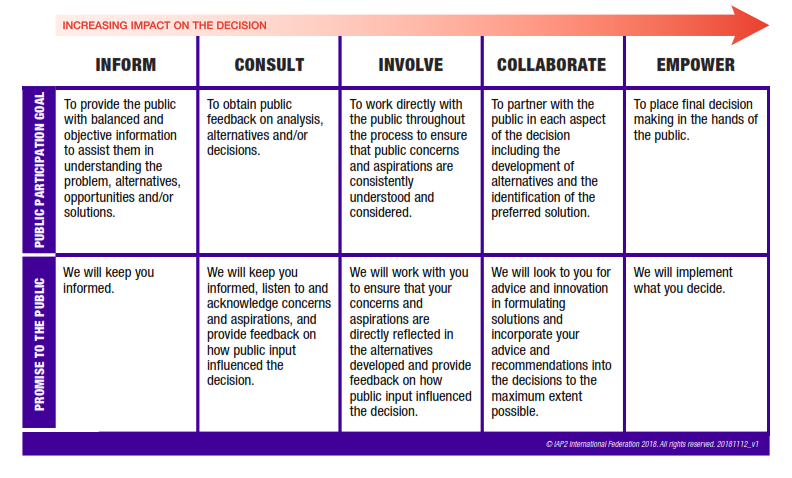 INCREASING IMPACT ON THE DECISION
INFORM
CONSULT
INVOLVE
COLLABORATE
EMPOWER
PUBLIC PARTICIPATION GOAL
To provide the public
with balanced and
objective information
to assist them in
understanding the
problem, alternatives,
opportunities and/or
solutions.
To obtain public
feedback on analysis,
alternatives and/or
decisions.
To work directly with
the public throughout
the process to ensure
that public concerns
and aspirations are
consistently
understood and
considered.
To partner with the
public in each aspect
of the decision
including the
development of
alternatives and the
identification of the
preferred solution.
To place final decision
making in the hands of
the public.
PROMISE TO THE PUBLIC
We will keep you
informed.
We will keep you
informed, listen to and
acknowledge concerns
and aspirations, and
provide feedback on
how public input
influenced the
decision.
We will work with you
to ensure that your
concerns and
aspirations are
directly reflected in
the alternatives
developed and provide
feedback on how
public input influenced
the decision.
We will look to you for
advice and innovation
in formulating
solutions and
incorporate your
advice and
recommendations into
the decisions to the
maximum extent
possible.
We will implement
what you decide.
© IAP2 International Federation 2018. All rights reserved. 20181112_v1